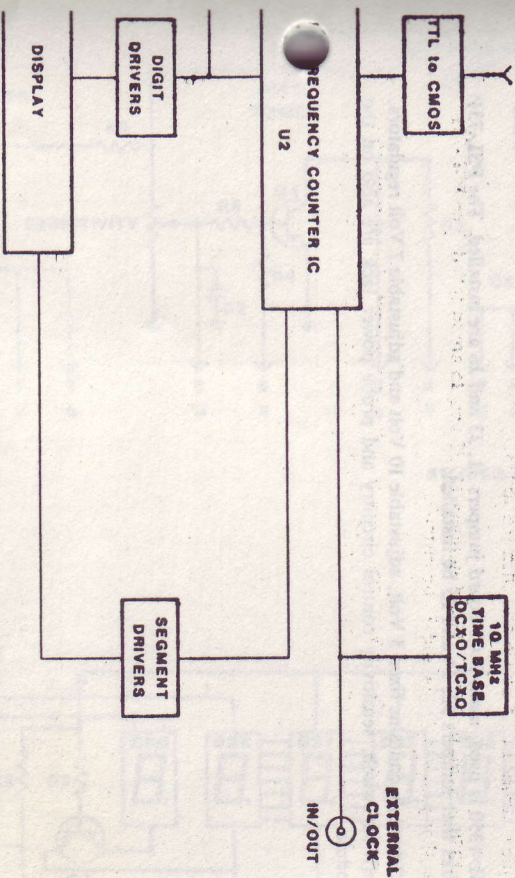 TTL to CMOS
10 MHz
TIME BASE
OCXO/TCXO
EXTERNAL
CLOCK
IN/OUT
REQUENCY COUNTER IC
U2
DIGIT
DRIVERS
SEGMENT
DRIVERS
DISPLAY